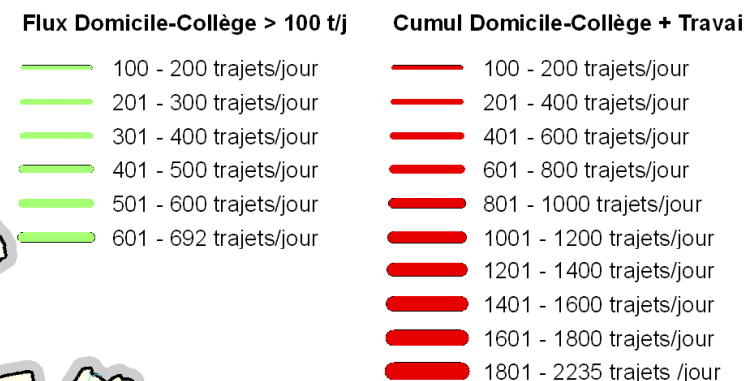 Flux Domicile-Collège > 100 t/j
100 - 200 trajets/jour
201 - 300 trajets/jour
301 - 400 trajets/jour
401 - 500 trajets/jour
501 - 600 trajets/jour
601 - 692 trajets/jour
Cumul Domicile-Collège + Travai
100 - 200 trajets/jour
201 - 400 trajets/jour
401 - 600 trajets/jour
601 - 800 trajets/jour
801 - 1000 trajets/jour
1001 - 1200 trajets/jour
1201 - 1400 trajets/jour
1401 - 1600 trajets/jour
1601 - 1800 trajets/jour
1801 - 2235 trajets /jour